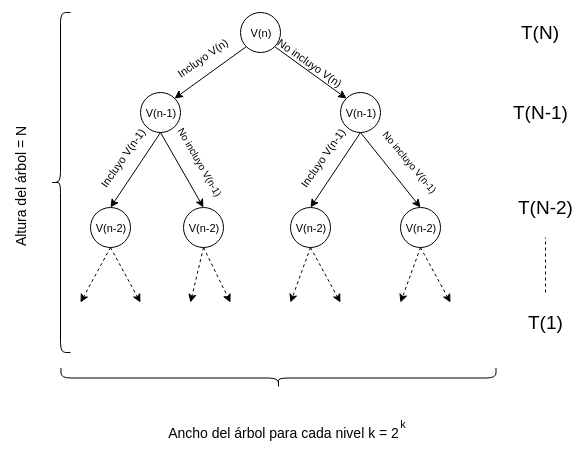 V(n)
T(N)
Incluyo V(n)
No incluyo V(n)
V(n-1)
V(n-1)
T(N-1)
Incluyo V(n-1)
No incluyo V(n-1)
Incluyo V(n-1)
No incluyo V(n-1)
Altura del árbol = N
V(n-2)
V(n-2)
V(n-2)
V(n-2)
T(N-2)
T(1)
Ancho del árbol para cada nivel k = 2^k